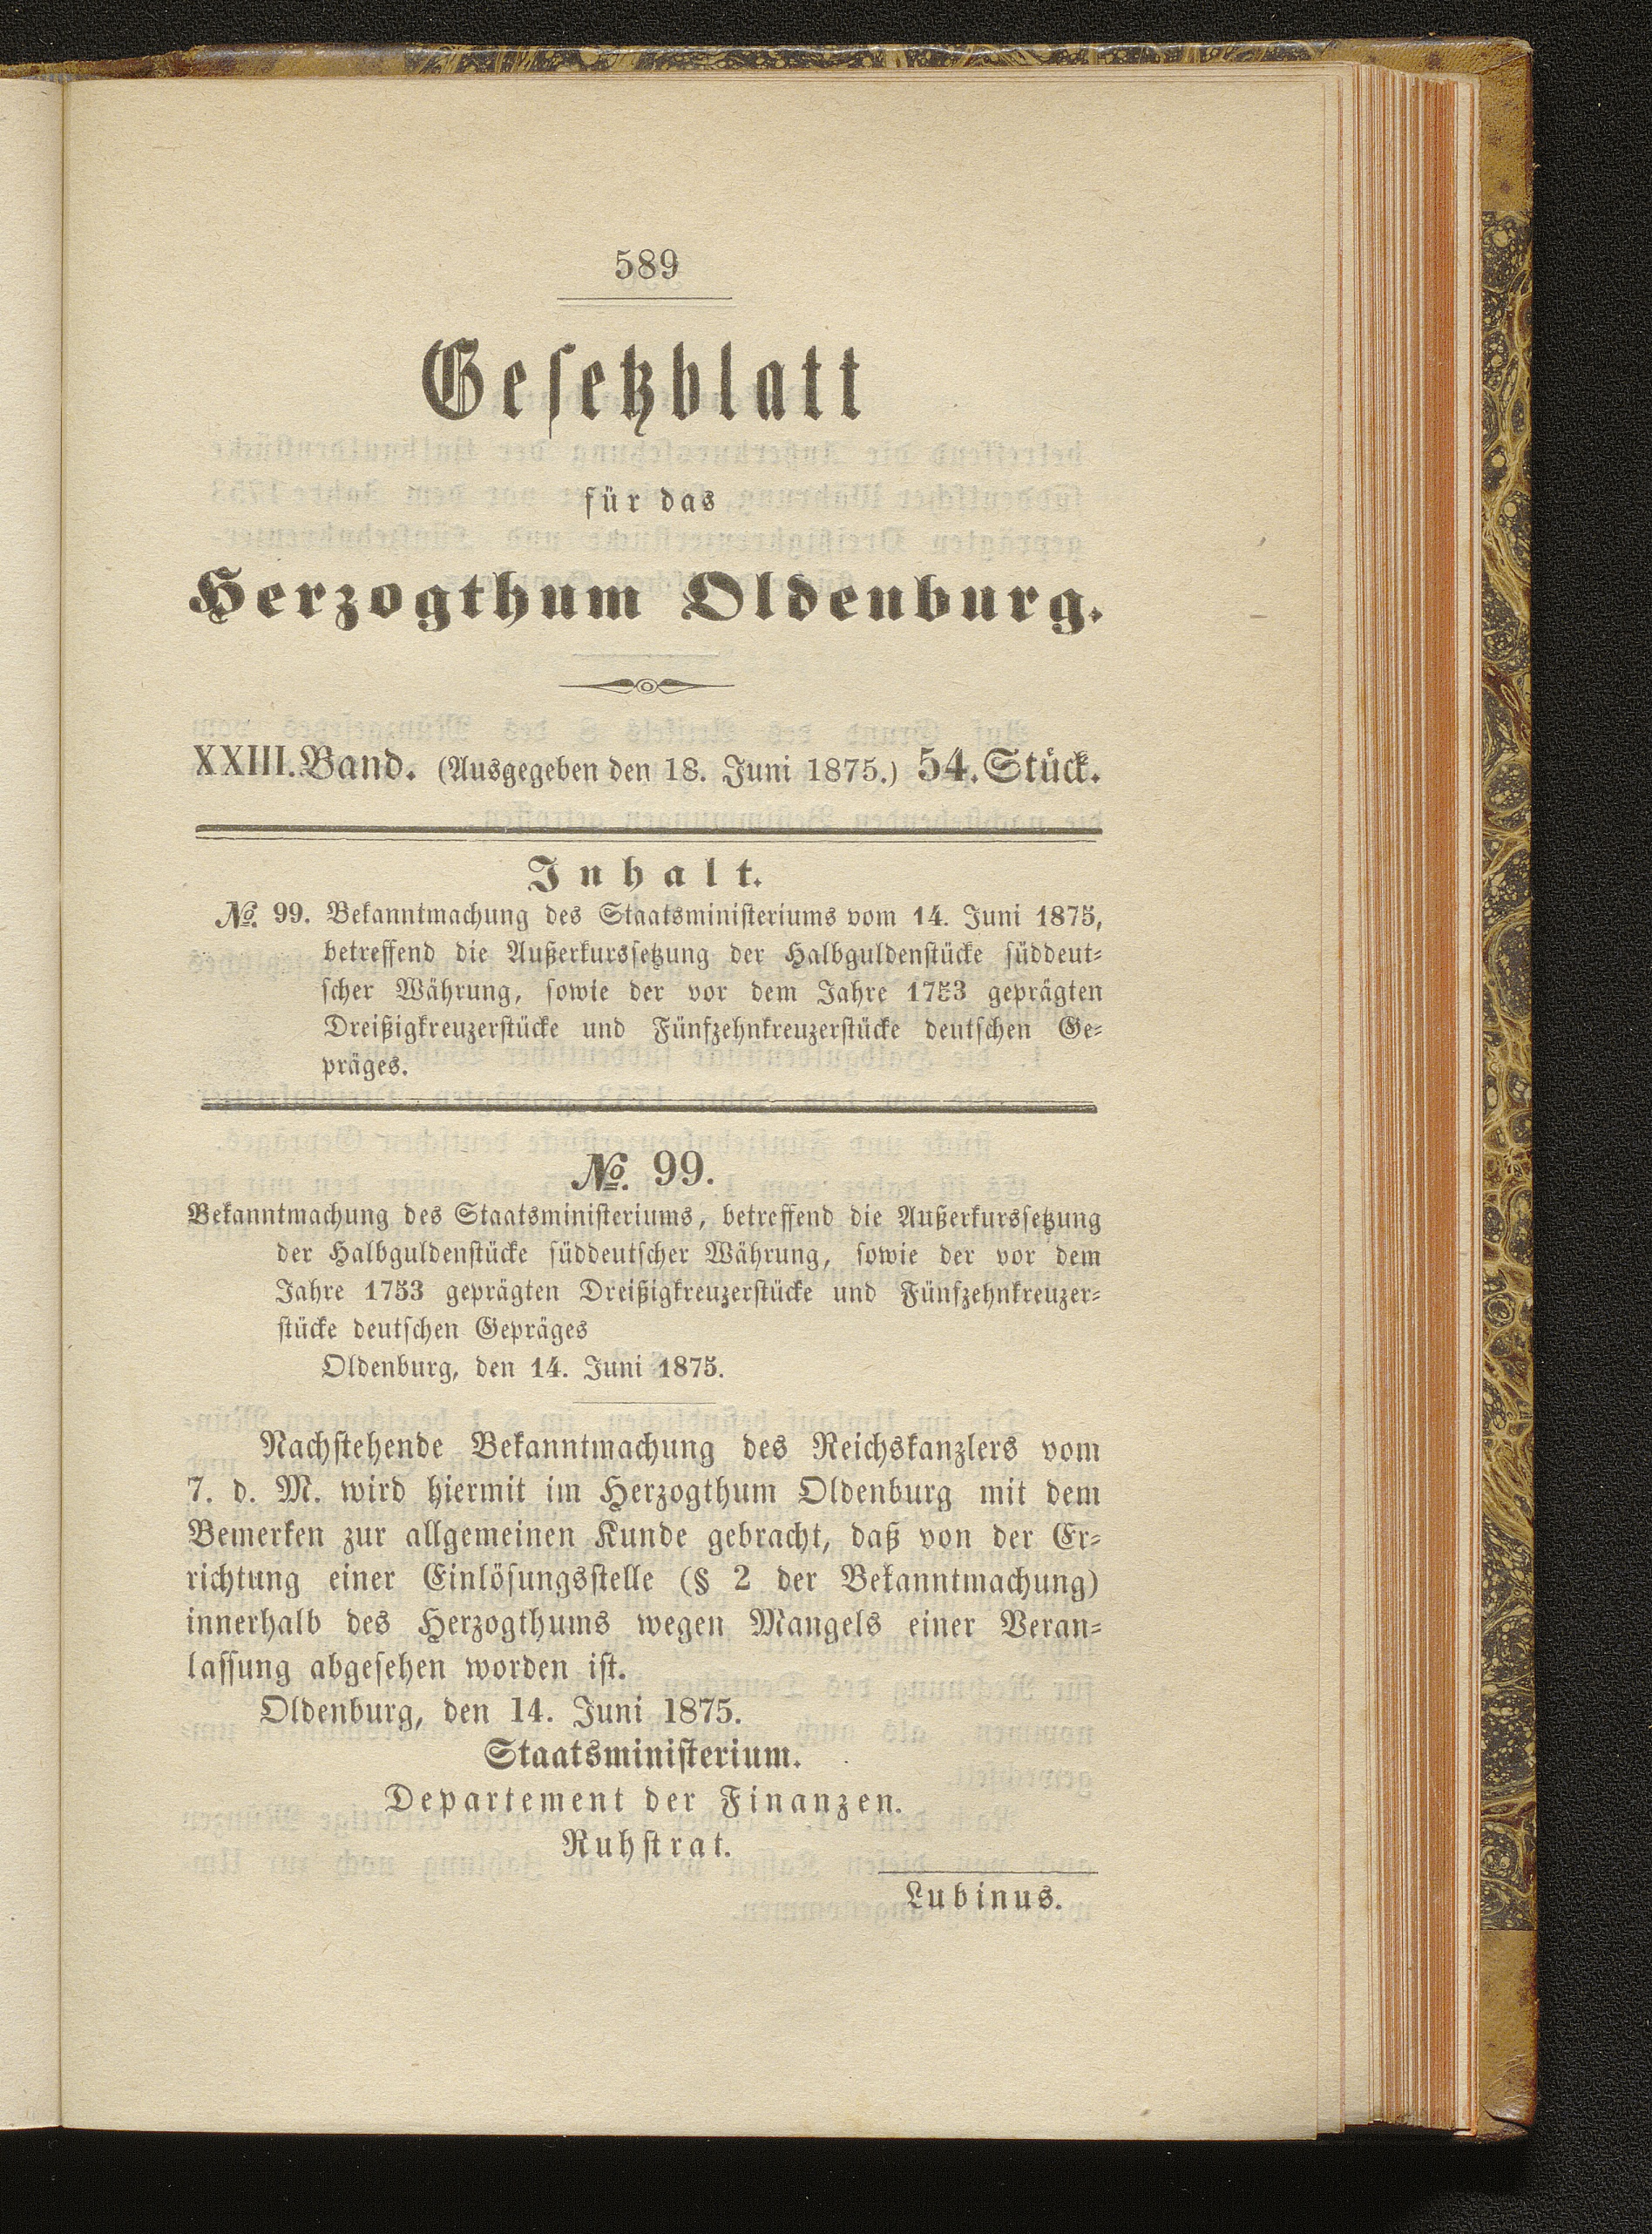 589
Gesetzblatt
für das
Herzogthum Oldenburg.
XXIII. Band. (Ausgegeben den 18. Juni 1875.) 54. Stück.
Inhalt.
№. 99. Bekanntmachung des Staatsministeriums vom 14. Juni 1875,
betreffend die Außerkurssetzung der Halbguldenstücke süddeut-
scher Währung, sowie der vor dem Jahre 1753 geprägten
Dreißigkreuzerstücke und Fünfzehnkreuzerstücke deutschen Ge-
präges.
№. 99.
Bekanntmachung des Staatsministeriums, betreffend die Außerkurssetzung
der Halbguldenstücke süddeutscher Währung, sowie der vor dem
Jahre 1753 geprägten Dreißigkreuzerstücke und Fünfzehnkreuzer-
stücke deutschen Gepräges
Oldenburg, den 14. Juni 1875.
Nachstehende Bekanntmachung des Reichskanzlers vom
7. d. M. wird hiermit im Herzogthum Oldenburg mit dem
Bemerken zur allgemeinen Kunde gebracht, daß von der Er-
richtung einer Einlösungsstelle (§ 2 der Bekanntmachung)
innerhalb des Herzogthums wegen Mangels einer Veran-
lassung abgesehen worden ist.
Oldenburg, den 14. Juni 1875.
Staatsministerium.
Departement der Finanzen.
Ruhstrat.
Lubinus.